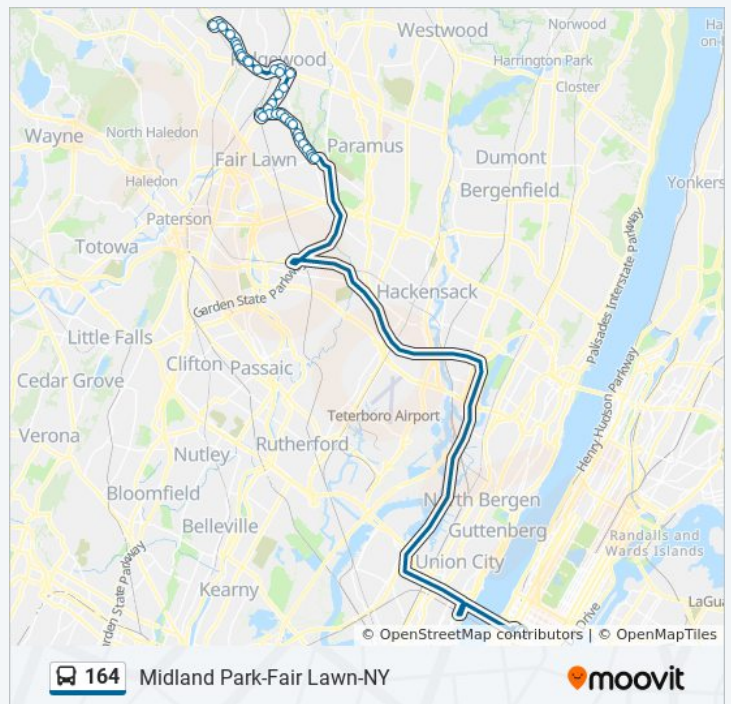 Westwood
Norwood
Harrington Park
Closter
Ridgewood
Wayne
North Haledon
Fair Lawn
Paramus
Dumont
Haledon
Bergenfield
Yonkers
Paterson
Totowa
Hackensack
Garden State Parkway
Palisades Interstate Parkway
Little Falls
Clifton
Passaic
Cedar Grove
Teterboro Airport
Henry Hudson Parkway
Verona
Rutherford
Nutley
Bloomfield
North Bergen
Guttenberg
Belleville
Randalls and
Wards Islands
Union City
Garden State Parkway
Kearny
LaGua
Drive
© OpenStreetMap contributors | © OpenMapTiles
164 Midland Park-Fair Lawn-NY
moovit